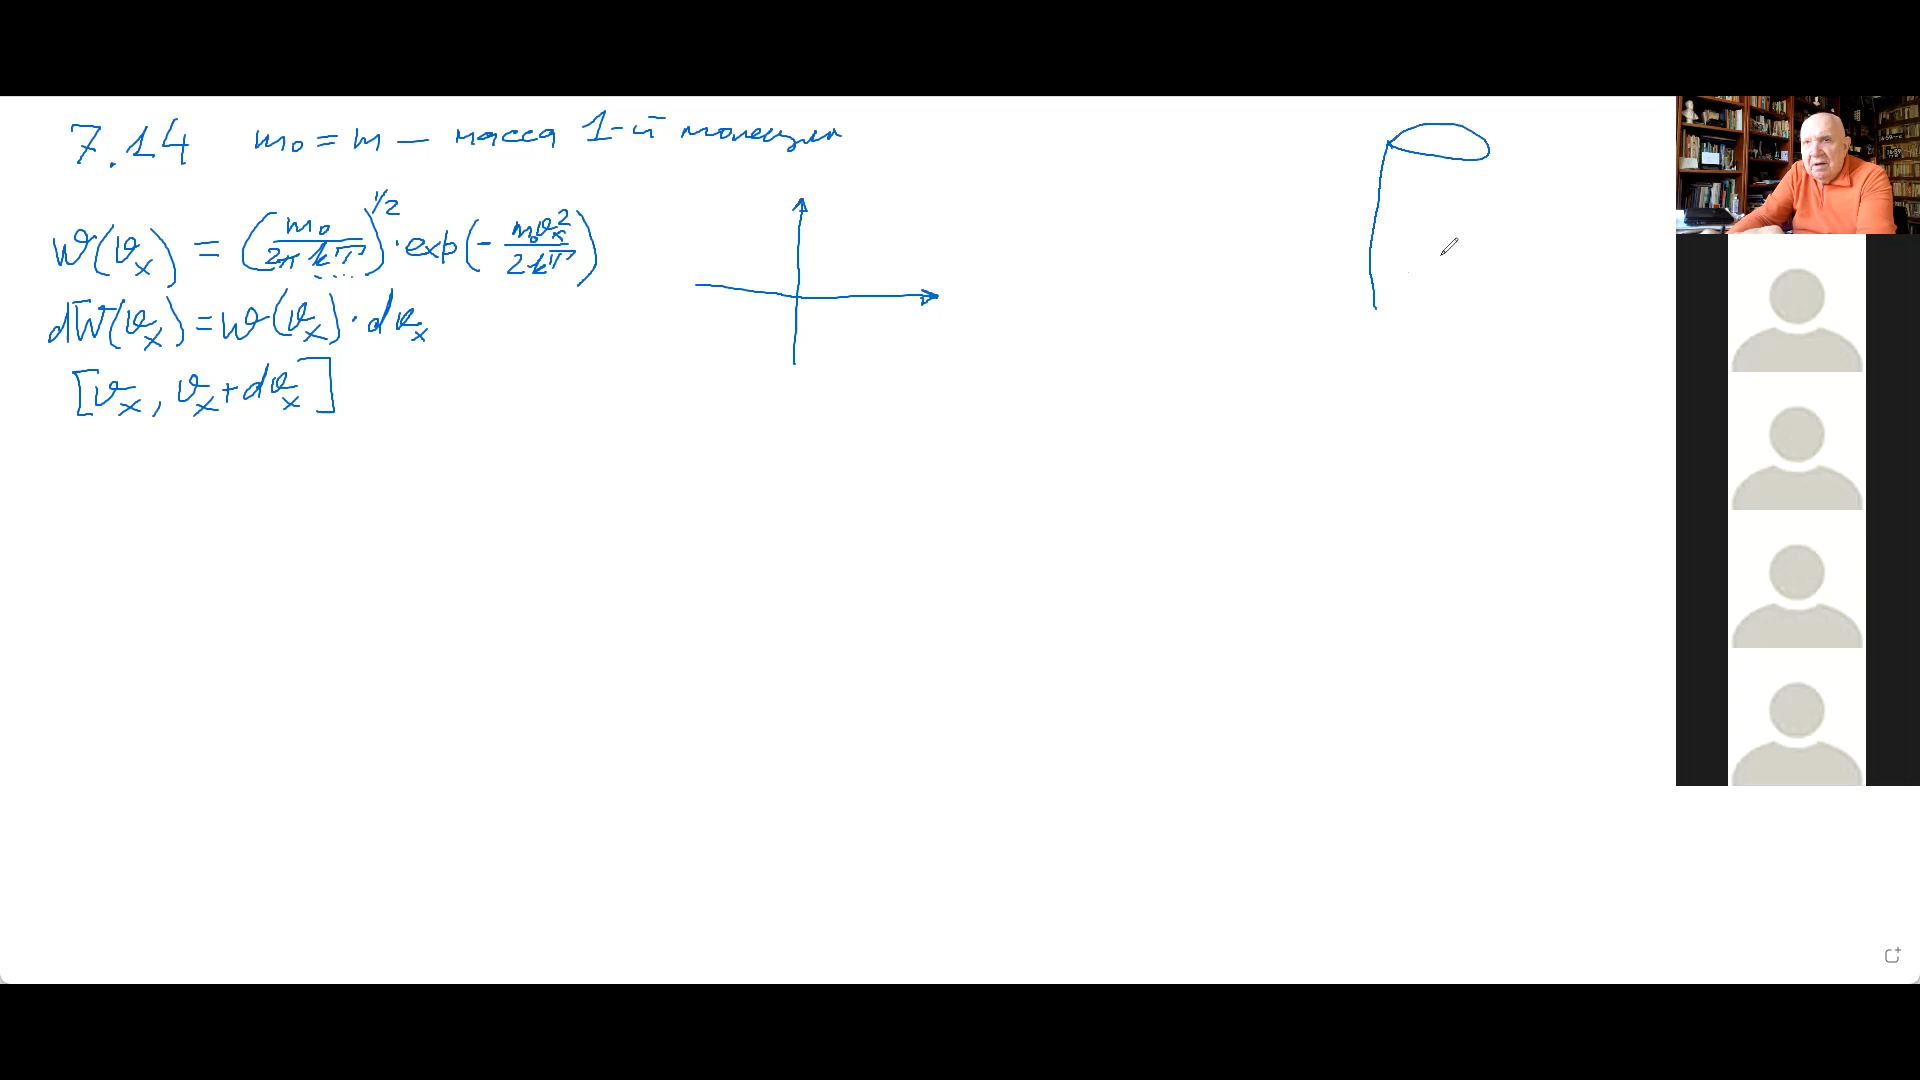 7.14 m₀ = m — масса 1-й молекулы
w(vₓ) = (m₀ / 2πkT)^1/2 · exp(- m₀vₓ² / 2kT)
dW(vₓ) = w(vₓ) · dvₓ
[vₓ, vₓ + dvₓ]